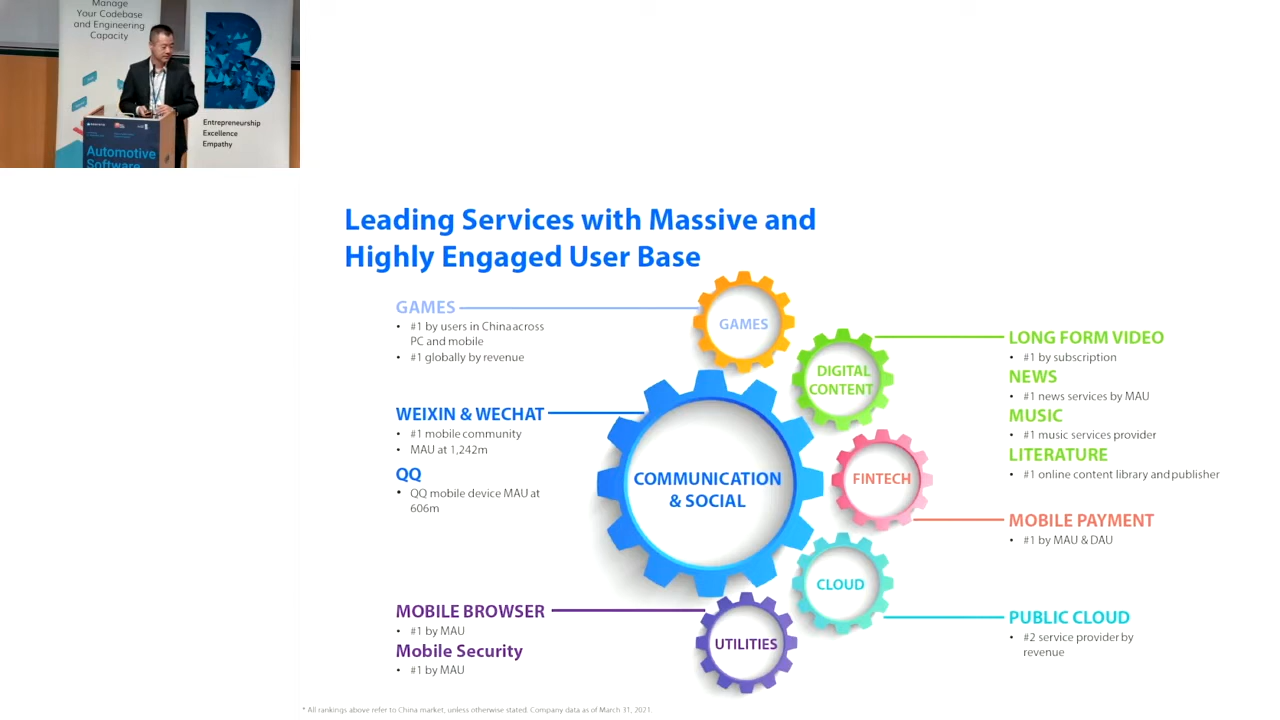 Manage
Your Codebase
and Engineering
Capacity
B
Entrepreneurship
Excellence
Empathy
Automotive
Software
Leading Services with Massive and
Highly Engaged User Base
GAMES
• #1 by users in China across
PC and mobile
• #1 globally by revenue
WEIXIN & WECHAT
• #1 mobile community
• MAU at 1,242m
QQ
• QQ mobile device MAU at
606m
MOBILE BROWSER
• #1 by MAU
Mobile Security
• #1 by MAU
GAMES
DIGITAL
CONTENT
COMMUNICATION
& SOCIAL
FINTECH
CLOUD
UTILITIES
LONG FORM VIDEO
• #1 by subscription
NEWS
• #1 news services by MAU
MUSIC
• #1 music services provider
LITERATURE
• #1 online content library and publisher
MOBILE PAYMENT
• #1 by MAU & DAU
PUBLIC CLOUD
• #2 service provider by
revenue
* All rankings above refer to China market, unless otherwise stated. Company data as of March 31, 2021.